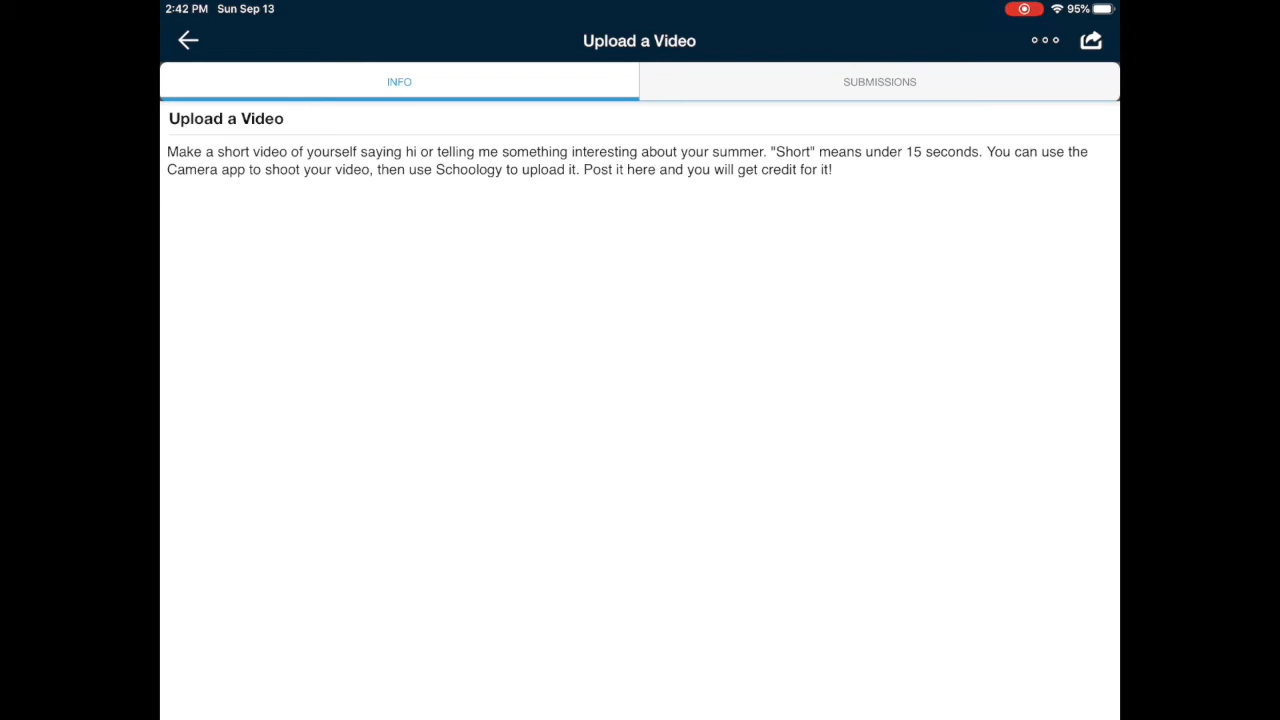 2:42 PM Sun Sep 13
95%
Upload a Video
INFO
SUBMISSIONS
Upload a Video
Make a short video of yourself saying hi or telling me something interesting about your summer. "Short" means under 15 seconds. You can use the
Camera app to shoot your video, then use Schoology to upload it. Post it here and you will get credit for it!